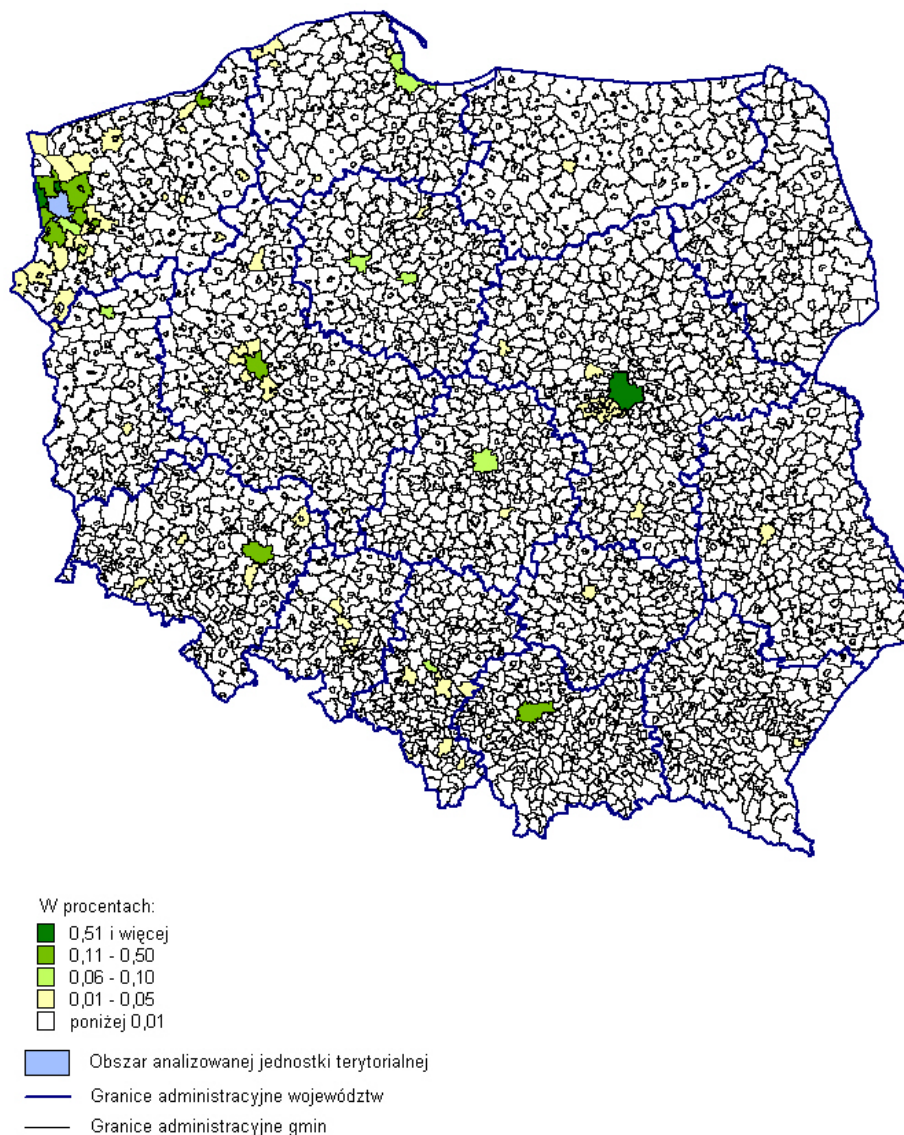 W procentach:
0,51 i więcej
0,11 - 0,50
0,06 - 0,10
0,01 - 0,05
poniżej 0,01
Obszar analizowanej jednostki terytorialnej
Granice administracyjne województw
Granice administracyjne gmin